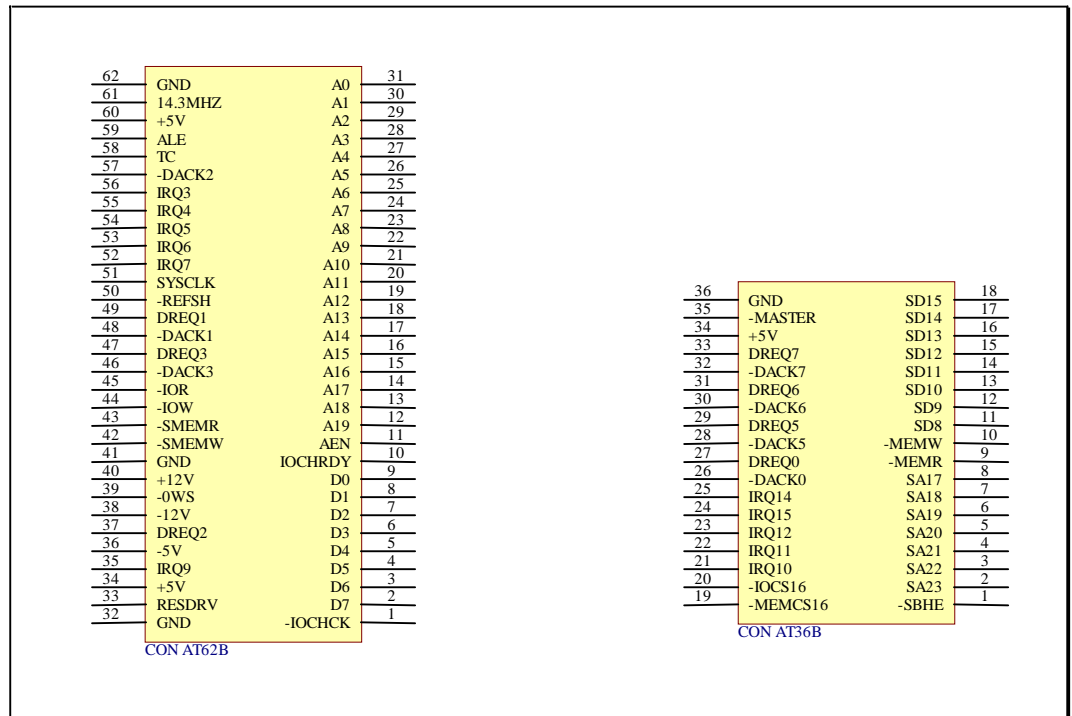 62 GND A0 31
61 14.3MHZ A1 30
60 +5V A2 29
59 ALE A3 28
58 TC A4 27
57 -DACK2 A5 26
56 IRQ3 A6 25
55 IRQ4 A7 24
54 IRQ5 A8 23
53 IRQ6 A9 22
52 IRQ7 A10 21
51 SYSCLK A11 20
50 -REFSH A12 19
49 DREQ1 A13 18
48 -DACK1 A14 17
47 DREQ3 A15 16
46 -DACK3 A16 15
45 -IOR A17 14
44 -IOW A18 13
43 -SMEMR A19 12
42 -SMEMW AEN 11
41 GND IOCHRDY 10
40 +12V D0 9
39 -0WS D1 8
38 -12V D2 7
37 DREQ2 D3 6
36 -5V D4 5
35 IRQ9 D5 4
34 +5V D6 3
33 RESDRV D7 2
32 GND -IOCHCK 1
CON AT62B
36 GND SD15 18
35 -MASTER SD14 17
34 +5V SD13 16
33 DREQ7 SD12 15
32 -DACK7 SD11 14
31 DREQ6 SD10 13
30 -DACK6 SD9 12
29 DREQ5 SD8 11
28 -DACK5 -MEMW 10
27 DREQ0 -MEMR 9
26 -DACK0 SA17 8
25 IRQ14 SA18 7
24 IRQ15 SA19 6
23 IRQ12 SA20 5
22 IRQ11 SA21 4
21 IRQ10 SA22 3
20 -IOCS16 SA23 2
19 -MEMCS16 -SBHE 1
CON AT36B